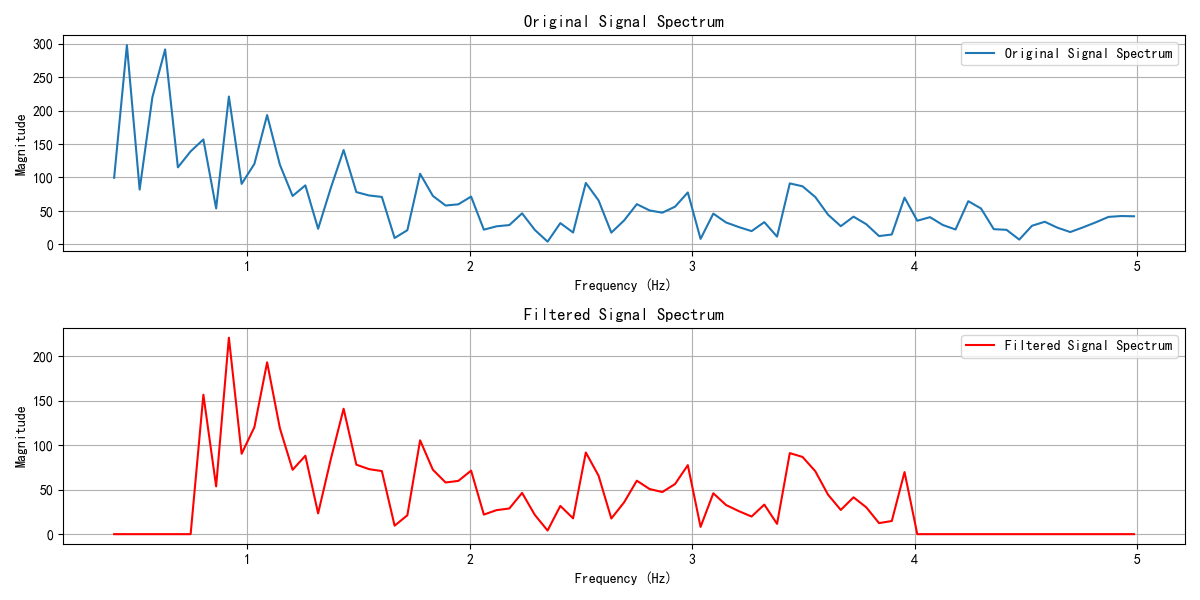 Original Signal Spectrum
Original Signal Spectrum
300
250
200
150
100
50
0
Magnitude
1
2
3
4
5
Frequency (Hz)
Filtered Signal Spectrum
Filtered Signal Spectrum
200
150
100
50
0
Magnitude
1
2
3
4
5
Frequency (Hz)